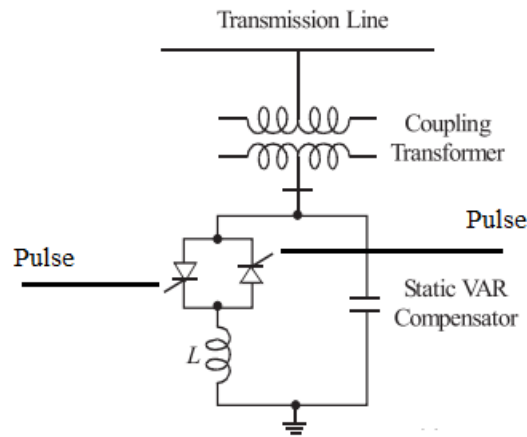 Transmission Line
Coupling
Transformer
Pulse
Pulse
Static VAR
Compensator
L